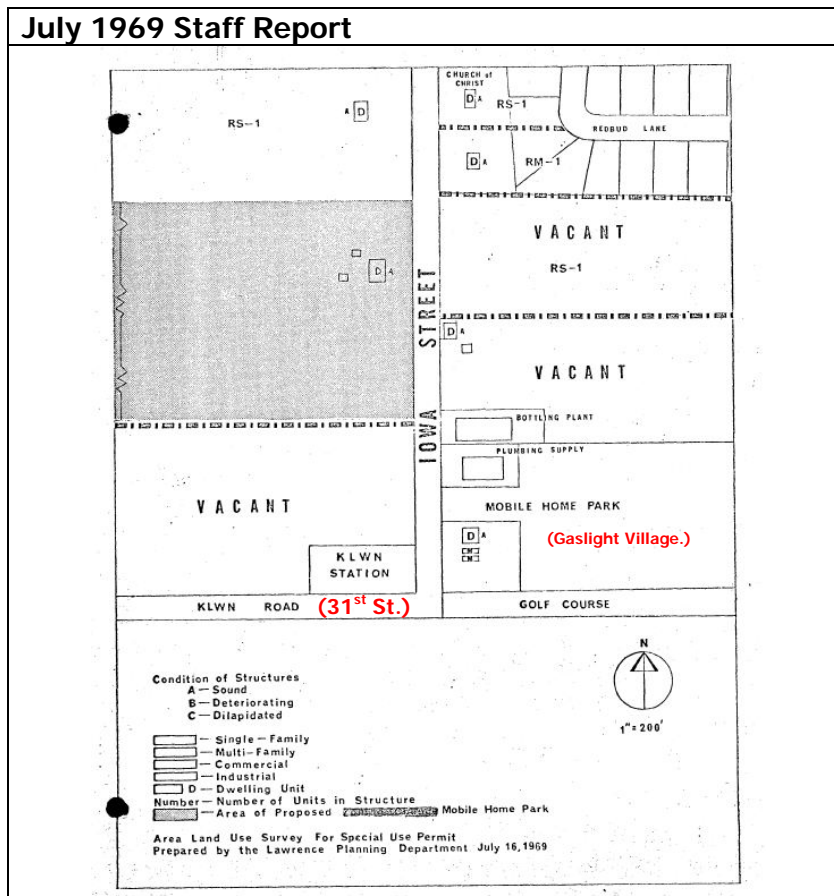 July 1969 Staff Report
CHURCH of
CHRIST
D A
RS-1
A D
RS-1
REDBUD LANE
D A
RM-1
VACANT
RS-1
D A
IOWA STREET
D A
VACANT
BOTTLING PLANT
PLUMBING SUPPLY
VACANT
MOBILE HOME PARK
D A
(Gaslight Village.)
KLWN
STATION
KLWN ROAD (31st St.)
GOLF COURSE
N
1"=200'
Condition of Structures
A — Sound
B — Deteriorating
C — Dilapidated
— Single-Family
— Multi-Family
— Commercial
— Industrial
D — Dwelling Unit
Number — Number of Units in Structure
— Area of Proposed Mobile Home Park
Area Land Use Survey For Special Use Permit
Prepared by the Lawrence Planning Department July 16,1969